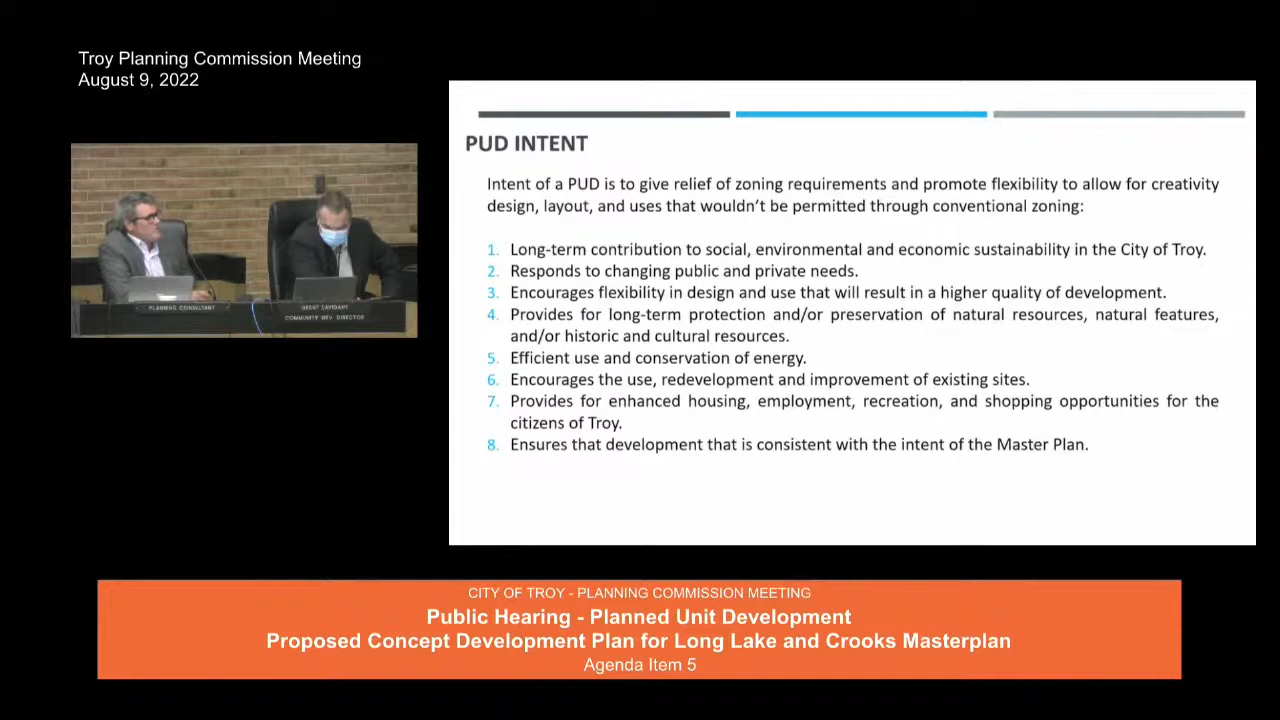 Troy Planning Commission Meeting
August 9, 2022
PLANNING CONSULTANT
BRENT SAVIDANT
COMMUNITY DEV. DIRECTOR
PUD INTENT
Intent of a PUD is to give relief of zoning requirements and promote flexibility to allow for creativity
design, layout, and uses that wouldn't be permitted through conventional zoning:
1. Long-term contribution to social, environmental and economic sustainability in the City of Troy.
2. Responds to changing public and private needs.
3. Encourages flexibility in design and use that will result in a higher quality of development.
4. Provides for long-term protection and/or preservation of natural resources, natural features,
and/or historic and cultural resources.
5. Efficient use and conservation of energy.
6. Encourages the use, redevelopment and improvement of existing sites.
7. Provides for enhanced housing, employment, recreation, and shopping opportunities for the
citizens of Troy.
8. Ensures that development that is consistent with the intent of the Master Plan.
CITY OF TROY - PLANNING COMMISSION MEETING
Public Hearing - Planned Unit Development
Proposed Concept Development Plan for Long Lake and Crooks Masterplan
Agenda Item 5